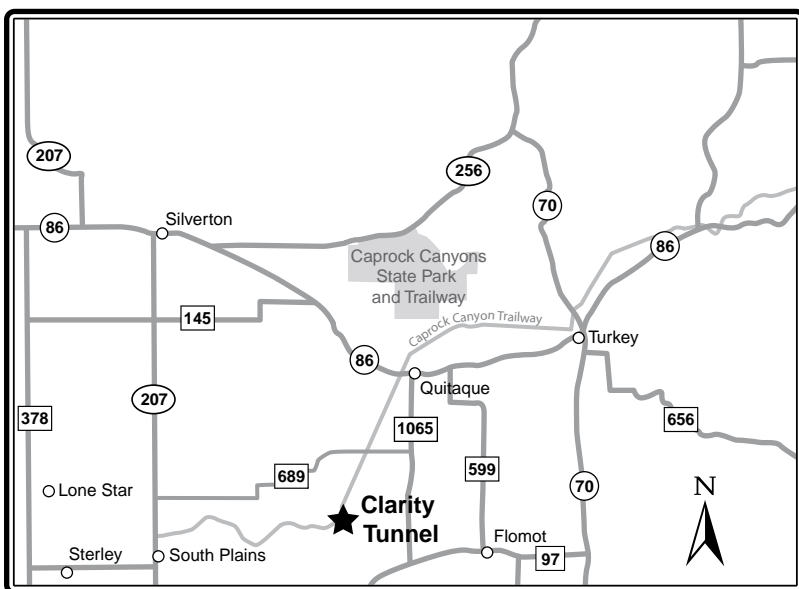 207
256
70
Silverton
86
86
Caprock Canyons
State Park
and Trailway
145
Caprock Canyon Trailway
Turkey
86
Quitaque
207
378
1065
656
689
599
Lone Star
Clarity
Tunnel
70
N
Flomot
Sterley
South Plains
97